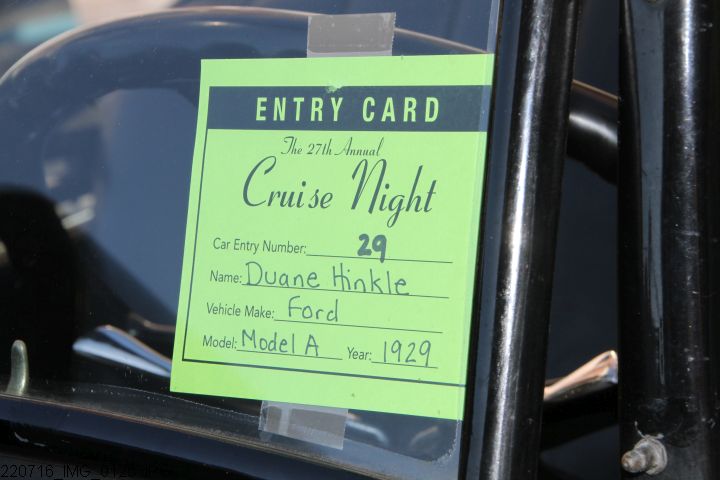 ENTRY CARD
The 27th Annual
Cruise Night
Car Entry Number: 29
Name: Duane Hinkle
Vehicle Make: Ford
Model: Model A Year: 1929